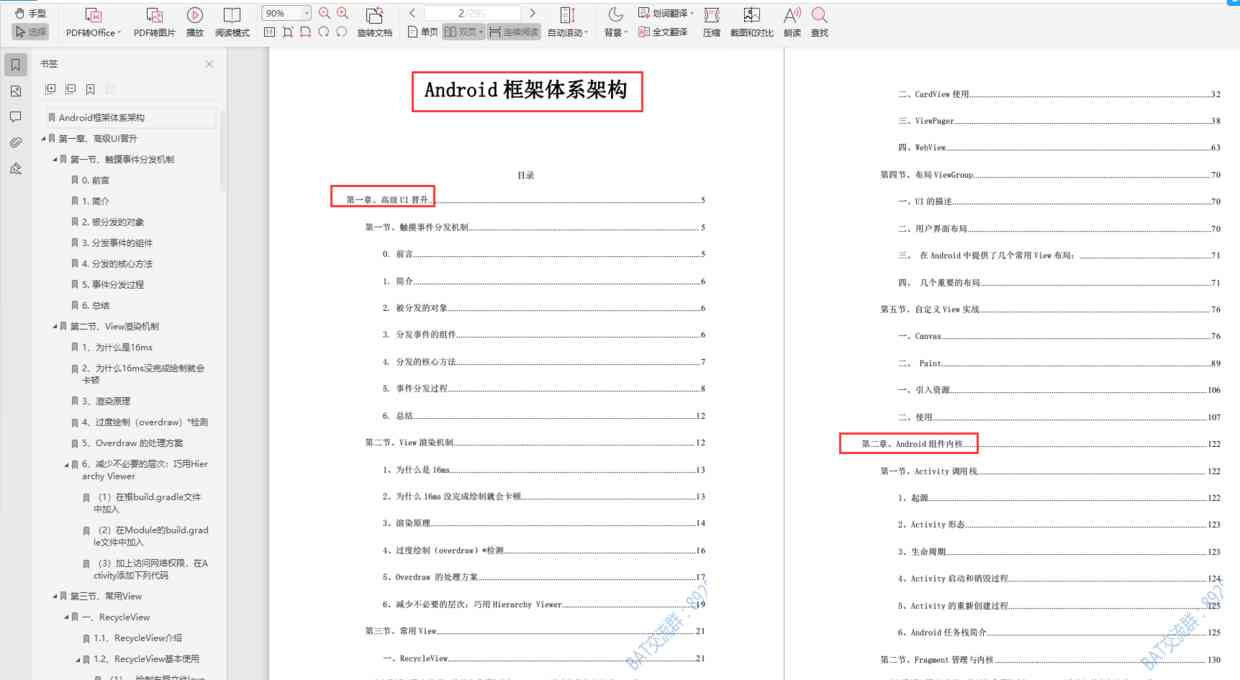 手型
选择
PDF转Office
PDF转图片
播放
阅读模式
90%
旋转文档
2
单页
双页
连续阅读
自动滚动
背景
划词翻译
全文翻译
压缩
截图和对比
朗读
查找
书签
Android框架体系架构
第一章、高级UI晋升
第一节、触摸事件分发机制
0. 前言
1. 简介
2. 被分发的对象
3. 分发事件的组件
4. 分发的核心方法
5. 事件分发过程
6. 总结
第二节、View渲染机制
1、为什么是16ms
2、为什么16ms没完成绘制就会
卡顿
3、渲染原理
4、过度绘制（overdraw）*检测
5、Overdraw 的处理方案
6、减少不必要的层次：巧用Hier
archy Viewer
（1）在根build.gradle文件
中加入
（2）在Module的build.grad
le文件中加入
（3）加上访问网络权限，在A
ctivity添加下列代码
第三节、常用View
一、RecycleView
1.1、RecycleView介绍
1.2、RecycleView基本使用
Android 框架体系架构
目录
第一章、高级 UI 晋升 5
第一节、触摸事件分发机制 5
0. 前言 5
1. 简介 6
2. 被分发的对象 6
3. 分发事件的组件 6
4. 分发的核心方法 7
5. 事件分发过程 8
6. 总结 12
第二节、View 渲染机制 12
1、为什么是 16ms 13
2、为什么 16ms 没完成绘制就会卡顿 13
3、渲染原理 14
4、过度绘制（overdraw）*检测 16
5、Overdraw 的处理方案 17
6、减少不必要的层次：巧用 Hierarchy Viewer 19
第三节、常用 View 21
一、RecycleView 21
BAT交流群：892
二、CardView 使用 32
三、ViewPager 38
四、WebView 63
第四节、布局 ViewGroup 70
一、UI 的描述 70
二、用户界面布局 70
三、 在 Android 中提供了几个常用 View 布局： 71
四、 几个重要的布局 71
第五节、自定义 View 实战 76
一、Canvas 76
二、 Paint 89
一、引入资源 106
二、使用 107
第二章、Android 组件内核 122
第一节、Activity 调用栈 122
1、起源 122
2、Activity 形态 123
3、生命周期 123
4、Activity 启动和销毁过程 124
5、Activity 的重新创建过程 125
6、Android 任务栈简介 125
第二节、Fragment 管理与内核 130
BAT交流群：892